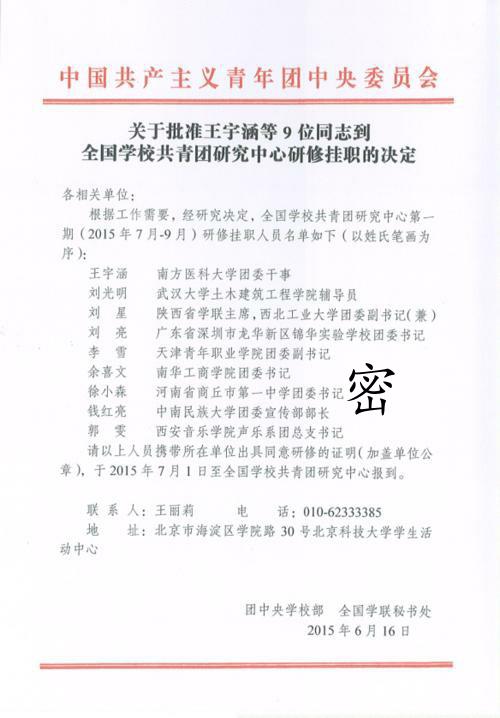 中国共产主义青年团中央委员会
关于批准王宇涵等9位同志到
全国学校共青团研究中心研修挂职的决定
各相关单位：
根据工作需要，经研究决定，全国学校共青团研究中心第一
期（2015年7月-9月）研修挂职人员名单如下（以姓氏笔画为
序）：
王宇涵 南方医科大学团委干事
刘光明 武汉大学土木建筑工程学院辅导员
刘 星 陕西省学联主席，西北工业大学团委副书记（兼）
刘 亮 广东省深圳市龙华新区锦华实验学校团委书记
李 雪 天津青年职业学院团委副书记
余喜文 南华工商学院团委书记
徐小森 河南省商丘市第一中学团委书记
密
钱红亮 中南民族大学团委宣传部部长
郭 雯 西安音乐学院声乐系团总支书记
请以上人员携带所在单位出具同意研修的证明（加盖单位公
章），于2015年7月1日至全国学校共青团研究中心报到。
联 系 人：王丽莉 电 话：010-62333385
地 址：北京市海淀区学院路30号北京科技大学学生活
动中心
团中央学校部 全国学联秘书处
2015年6月16日